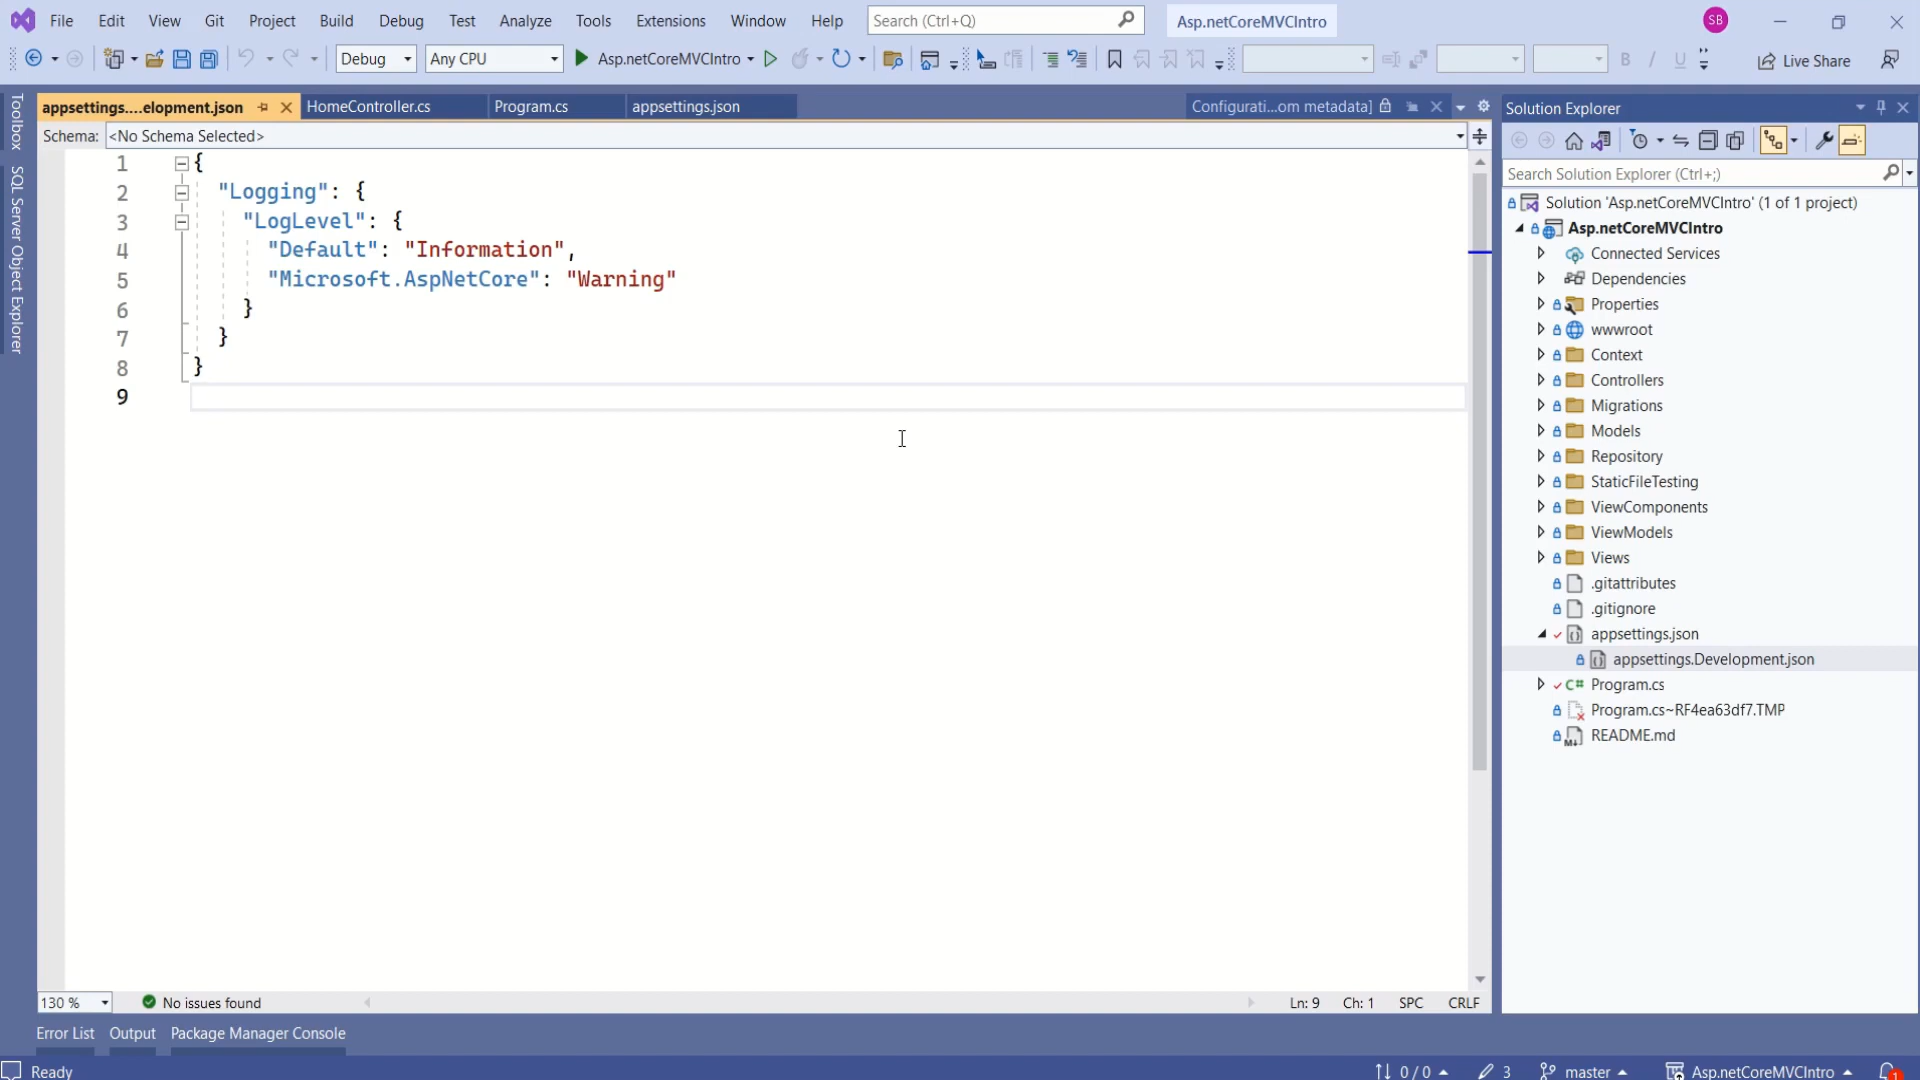 File Edit View Git Project Build Debug Test Analyze Tools Extensions Window Help Search (Ctrl+Q) Asp.netCoreMVCIntro SB
Debug Any CPU Asp.netCoreMVCIntro B I U Live Share
appsettings....elopment.json HomeController.cs Program.cs appsettings.json Configurati...om metadata]
Schema: <No Schema Selected>
1 {
2 "Logging": {
3 "LogLevel": {
4 "Default": "Information",
5 "Microsoft.AspNetCore": "Warning"
6 }
7 }
8 }
9
130 % No issues found Ln: 9 Ch: 1 SPC CRLF
Error List Output Package Manager Console
Toolbox
SQL Server Object Explorer
Solution Explorer
Search Solution Explorer (Ctrl+;)
Solution 'Asp.netCoreMVCIntro' (1 of 1 project)
Asp.netCoreMVCIntro
Connected Services
Dependencies
Properties
wwwroot
Context
Controllers
Migrations
Models
Repository
StaticFileTesting
ViewComponents
ViewModels
Views
.gitattributes
.gitignore
appsettings.json
appsettings.Development.json
C# Program.cs
Program.cs~RF4ea63df7.TMP
README.md
Ready 0 / 0 3 master Asp.netCoreMVCIntro 1